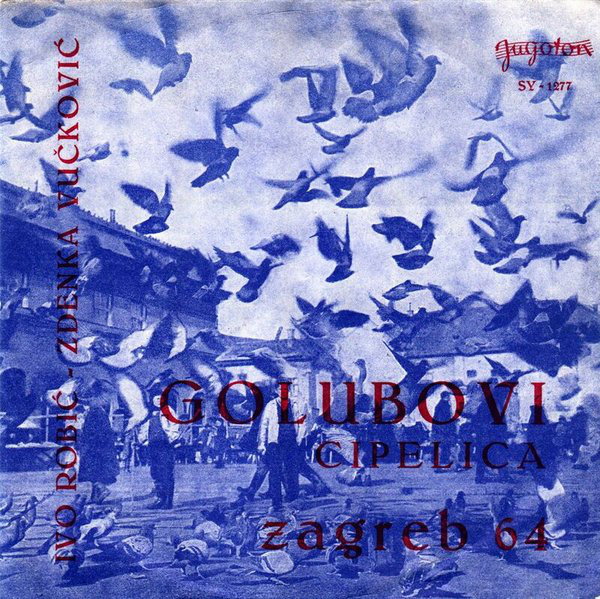 Jugoton
SY - 1277
IVO ROBIĆ - ZDENKA VUČKOVIĆ
GOLUBOVI
CIPELICA
zagreb 64